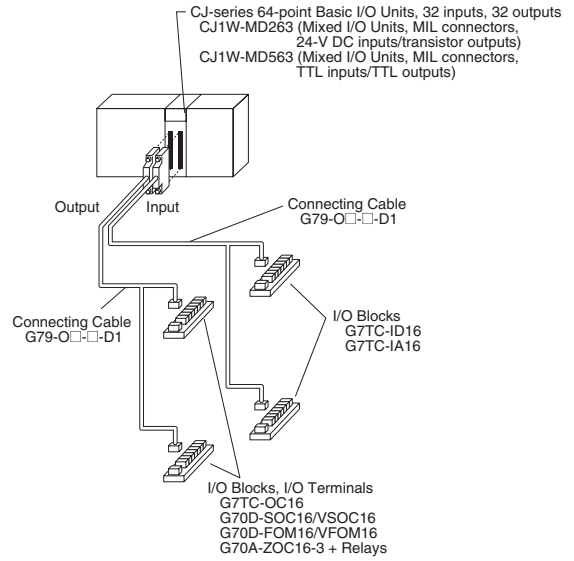 CJ-series 64-point Basic I/O Units, 32 inputs, 32 outputs
CJ1W-MD263 (Mixed I/O Units, MIL connectors,
24-V DC inputs/transistor outputs)
CJ1W-MD563 (Mixed I/O Units, MIL connectors,
TTL inputs/TTL outputs)
Output
Input
Connecting Cable
G79-O□-□-D1
Connecting Cable
G79-O□-□-D1
I/O Blocks
G7TC-ID16
G7TC-IA16
I/O Blocks, I/O Terminals
G7TC-OC16
G70D-SOC16/VSOC16
G70D-FOM16/VFOM16
G70A-ZOC16-3 + Relays